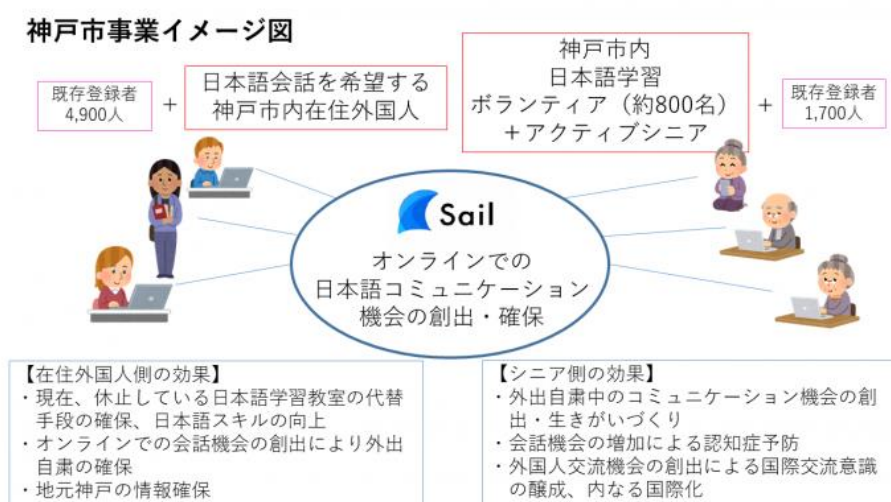 神戸市事業イメージ図
既存登録者
4,900人
+
日本語会話を希望する
神戸市内在住外国人
神戸市内
日本語学習
ボランティア（約800名）
＋アクティブシニア
+
既存登録者
1,700人
Sail
オンラインでの
日本語コミュニケーション
機会の創出・確保
【在住外国人側の効果】
・現在、休止している日本語学習教室の代替
手段の確保、日本語スキルの向上
・オンラインでの会話機会の創出により外出
自粛の確保
・地元神戸の情報確保
【シニア側の効果】
・外出自粛中のコミュニケーション機会の創
出・生きがいづくり
・会話機会の増加による認知症予防
・外国人交流機会の創出による国際交流意識
の醸成、内なる国際化